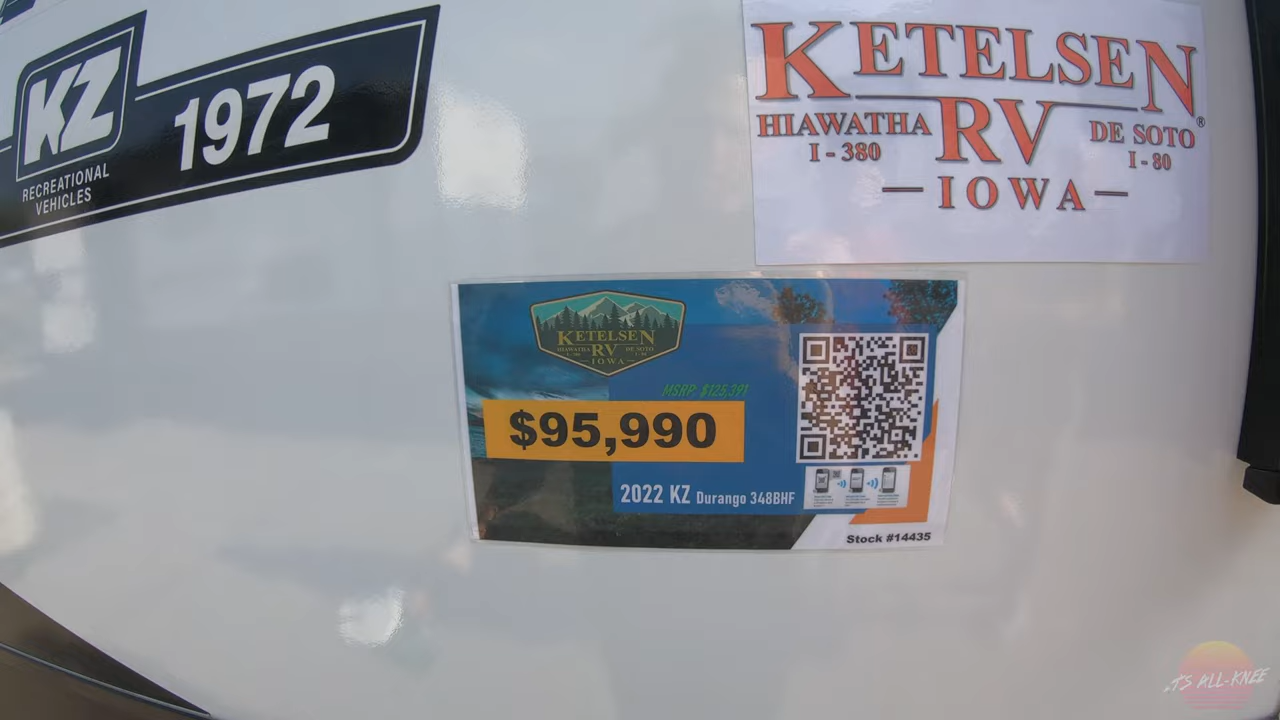 KZ
RECREATIONAL
VEHICLES
1972
KETELSEN
RV
HIAWATHA
I - 380
DE SOTO
I - 80
— IOWA —
KETELSEN
HIAWATHA
RV
DE SOTO
IOWA
MSRP: $125,391
$95,990
2022 KZ Durango 348BHF
Stock #14435
ALL-KNEE